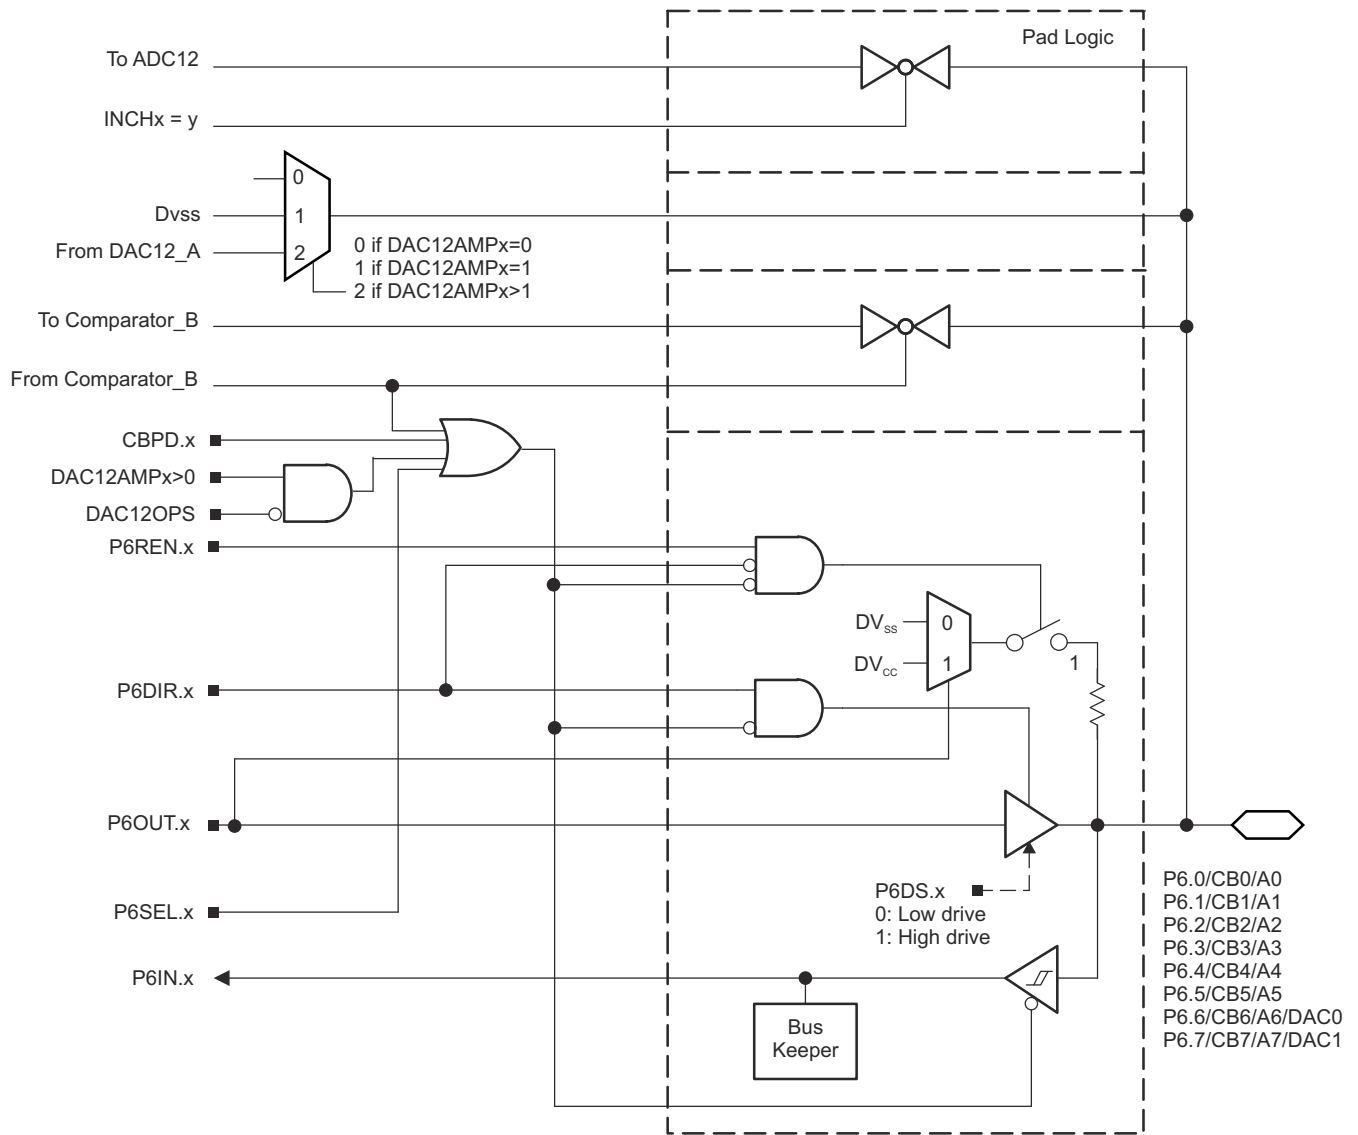 Pad Logic
To ADC12
INCHx = y
0
Dvss
1
From DAC12_A
2
0 if DAC12AMPx=0
1 if DAC12AMPx=1
2 if DAC12AMPx>1
To Comparator_B
From Comparator_B
CBPD.x
DAC12AMPx>0
DAC12OPS
P6REN.x
DVSS
0
DVCC
1
1
P6DIR.x
P6OUT.x
P6DS.x
0: Low drive
1: High drive
P6SEL.x
P6IN.x
Bus
Keeper
P6.0/CB0/A0
P6.1/CB1/A1
P6.2/CB2/A2
P6.3/CB3/A3
P6.4/CB4/A4
P6.5/CB5/A5
P6.6/CB6/A6/DAC0
P6.7/CB7/A7/DAC1